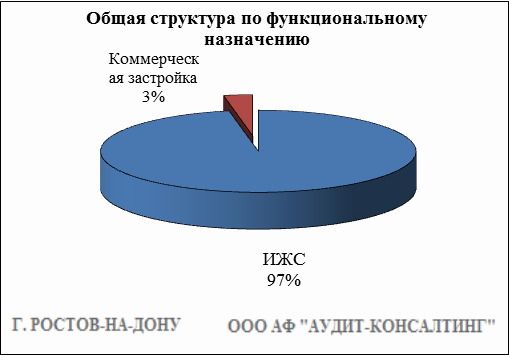 Общая структура по функциональному
назначению
Коммерческ
ая застройка
3%
ИЖС
97%
Г. РОСТОВ-НА-ДОНУ ООО АФ "АУДИТ-КОНСАЛТИНГ"